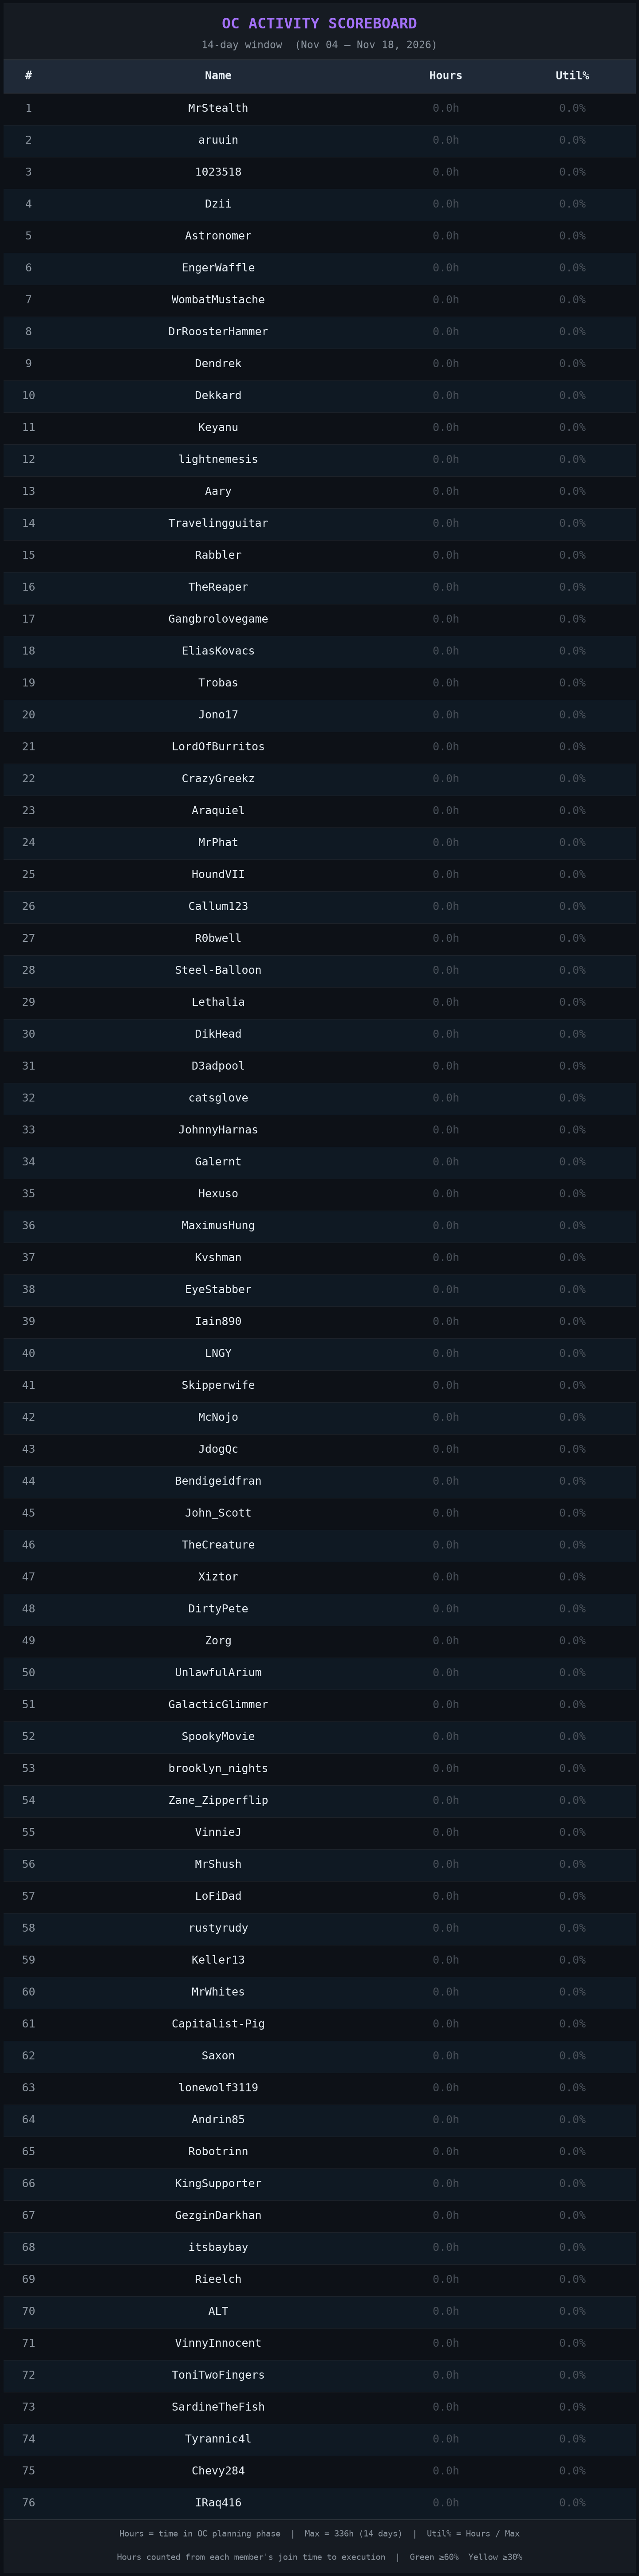 OC ACTIVITY SCOREBOARD
14-day window (Nov 04 — Nov 18, 2026)
# Name Hours Util%
1 MrStealth 0.0h 0.0%
2 aruuin 0.0h 0.0%
3 1023518 0.0h 0.0%
4 Dzii 0.0h 0.0%
5 Astronomer 0.0h 0.0%
6 EngerWaffle 0.0h 0.0%
7 WombatMustache 0.0h 0.0%
8 DrRoosterHammer 0.0h 0.0%
9 Dendrek 0.0h 0.0%
10 Dekkard 0.0h 0.0%
11 Keyanu 0.0h 0.0%
12 lightnemesis 0.0h 0.0%
13 Aary 0.0h 0.0%
14 Travelingguitar 0.0h 0.0%
15 Rabbler 0.0h 0.0%
16 TheReaper 0.0h 0.0%
17 Gangbrolovegame 0.0h 0.0%
18 EliasKovacs 0.0h 0.0%
19 Trobas 0.0h 0.0%
20 Jono17 0.0h 0.0%
21 LordOfBurritos 0.0h 0.0%
22 CrazyGreekz 0.0h 0.0%
23 Araquiel 0.0h 0.0%
24 MrPhat 0.0h 0.0%
25 HoundVII 0.0h 0.0%
26 Callum123 0.0h 0.0%
27 R0bwell 0.0h 0.0%
28 Steel-Balloon 0.0h 0.0%
29 Lethalia 0.0h 0.0%
30 DikHead 0.0h 0.0%
31 D3adpool 0.0h 0.0%
32 catsglove 0.0h 0.0%
33 JohnnyHarnas 0.0h 0.0%
34 Galernt 0.0h 0.0%
35 Hexuso 0.0h 0.0%
36 MaximusHung 0.0h 0.0%
37 Kvshman 0.0h 0.0%
38 EyeStabber 0.0h 0.0%
39 Iain890 0.0h 0.0%
40 LNGY 0.0h 0.0%
41 Skipperwife 0.0h 0.0%
42 McNojo 0.0h 0.0%
43 JdogQc 0.0h 0.0%
44 Bendigeidfran 0.0h 0.0%
45 John_Scott 0.0h 0.0%
46 TheCreature 0.0h 0.0%
47 Xiztor 0.0h 0.0%
48 DirtyPete 0.0h 0.0%
49 Zorg 0.0h 0.0%
50 UnlawfulArium 0.0h 0.0%
51 GalacticGlimmer 0.0h 0.0%
52 SpookyMovie 0.0h 0.0%
53 brooklyn_nights 0.0h 0.0%
54 Zane_Zipperflip 0.0h 0.0%
55 VinnieJ 0.0h 0.0%
56 MrShush 0.0h 0.0%
57 LoFiDad 0.0h 0.0%
58 rustyrudy 0.0h 0.0%
59 Keller13 0.0h 0.0%
60 MrWhites 0.0h 0.0%
61 Capitalist-Pig 0.0h 0.0%
62 Saxon 0.0h 0.0%
63 lonewolf3119 0.0h 0.0%
64 Andrin85 0.0h 0.0%
65 Robotrinn 0.0h 0.0%
66 KingSupporter 0.0h 0.0%
67 GezginDarkhan 0.0h 0.0%
68 itsbaybay 0.0h 0.0%
69 Rieelch 0.0h 0.0%
70 ALT 0.0h 0.0%
71 VinnyInnocent 0.0h 0.0%
72 ToniTwoFingers 0.0h 0.0%
73 SardineTheFish 0.0h 0.0%
74 Tyrannic4l 0.0h 0.0%
75 Chevy284 0.0h 0.0%
76 IRaq416 0.0h 0.0%
Hours = time in OC planning phase | Max = 336h (14 days) | Util% = Hours / Max
Hours counted from each member's join time to execution | Green ≥60% Yellow ≥30%